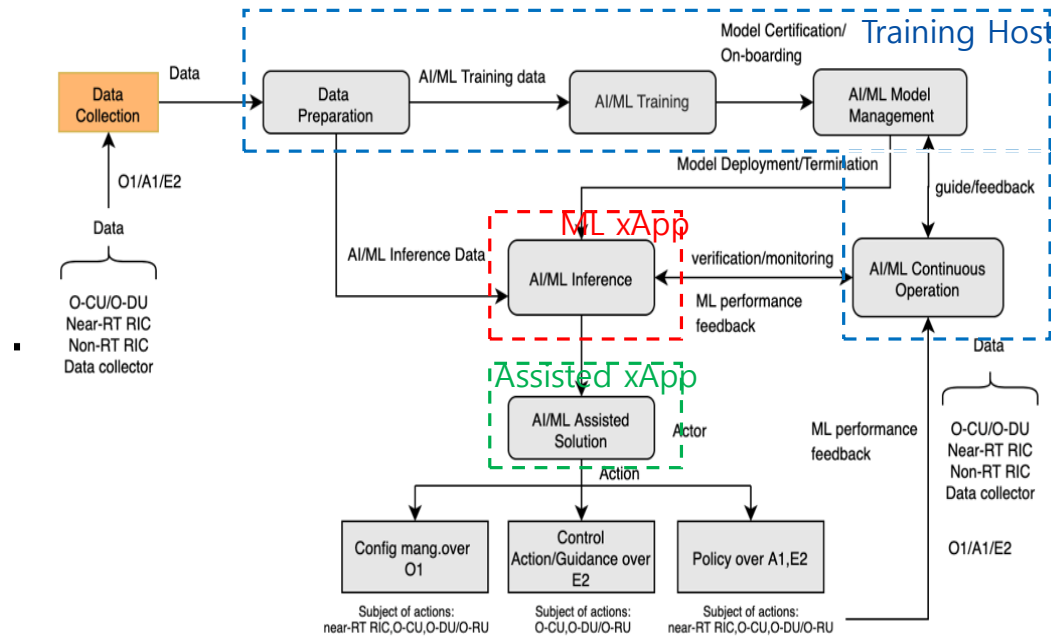 Training Host
Model Certification/
On-boarding
Data
AI/ML Training data
Data
Collection
Data
Preparation
AI/ML Training
AI/ML Model
Management
O1/A1/E2
Model Deployment/Termination
guide/feedback
Data
ML xApp
AI/ML Inference Data
AI/ML Inference
verification/monitoring
AI/ML Continuous
Operation
ML performance
feedback
O-CU/O-DU
Near-RT RIC
Non-RT RIC
Data collector
Data
Assisted xApp
AI/ML Assisted
Solution
Actor
ML performance
feedback
O-CU/O-DU
Near-RT RIC
Non-RT RIC
Data collector
Action
Config mang.over
O1
Control
Action/Guidance over
E2
Policy over A1,E2
O1/A1/E2
Subject of actions:
near-RT RIC,O-CU,O-DU/O-RU
Subject of actions:
O-CU,O-DU/O-RU
Subject of actions:
near-RT RIC,O-CU,O-DU/O-RU